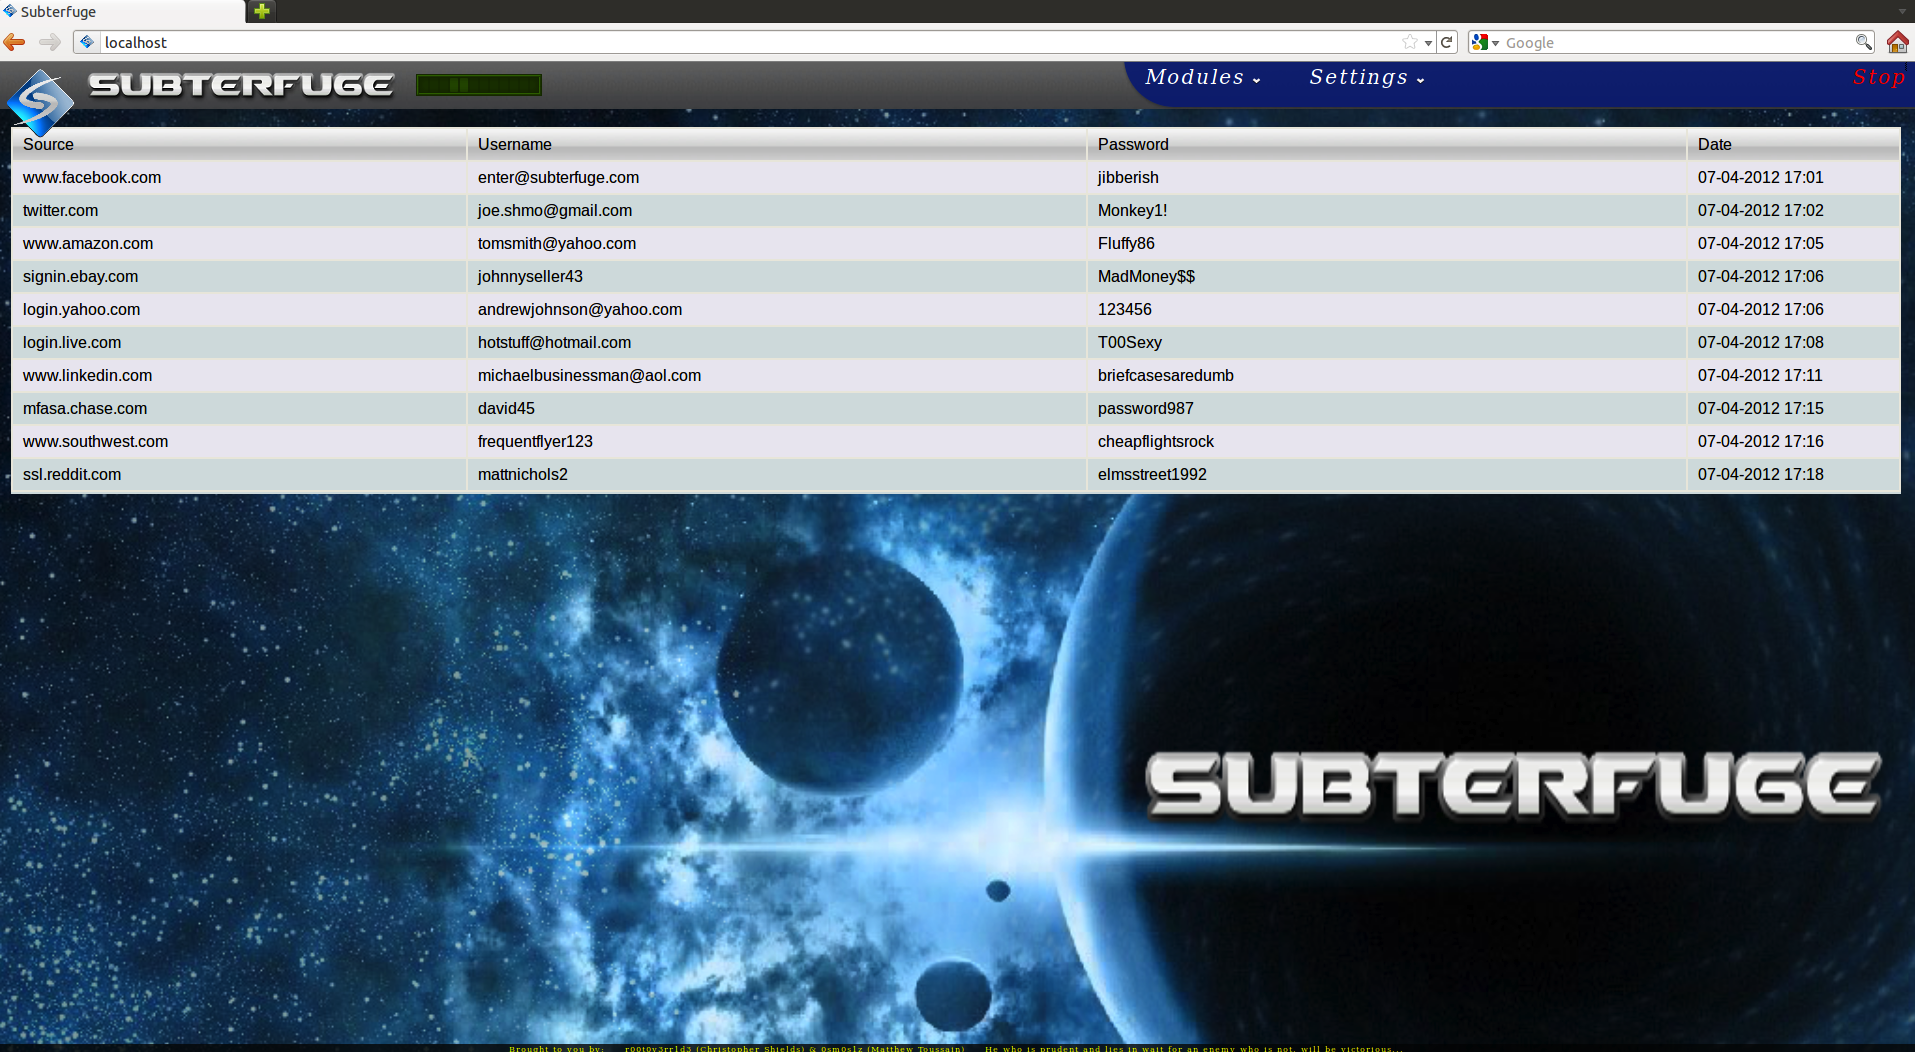 Subterfuge
localhost
Google
SUBTERFUGE
Modules Settings Stop
Source Username Password Date
www.facebook.com enter@subterfuge.com jibberish 07-04-2012 17:01
twitter.com joe.shmo@gmail.com Monkey1! 07-04-2012 17:02
www.amazon.com tomsmith@yahoo.com Fluffy86 07-04-2012 17:05
signin.ebay.com johnnyseller43 MadMoney$$ 07-04-2012 17:06
login.yahoo.com andrewjohnson@yahoo.com 123456 07-04-2012 17:06
login.live.com hotstuff@hotmail.com T00Sexy 07-04-2012 17:08
www.linkedin.com michaelbusinessman@aol.com briefcasesaredumb 07-04-2012 17:11
mfasa.chase.com david45 password987 07-04-2012 17:15
www.southwest.com frequentflyer123 cheapflightsrock 07-04-2012 17:16
ssl.reddit.com mattnichols2 elmsstreet1992 07-04-2012 17:18
SUBTERFUGE
Brought to you by: r00t0v3rr1d3 (Christopher Shields) & 0sm0s1z (Matthew Toussain) He who is prudent and lies in wait for an enemy who is not, will be victorious...